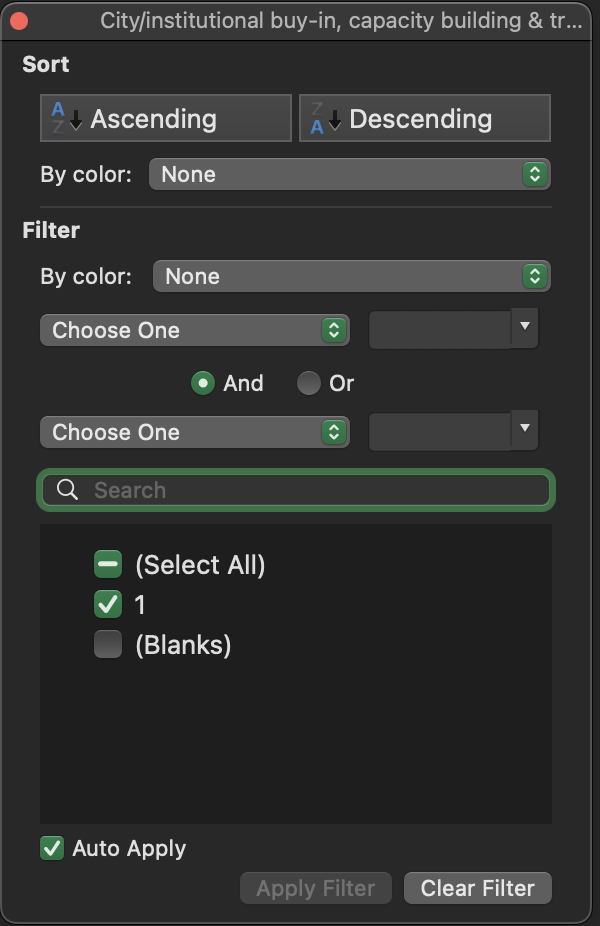 City/institutional buy-in, capacity building & tr...
Sort
A Z Ascending
Z A Descending
By color: None
Filter
By color: None
Choose One
And Or
Choose One
Search
(Select All)
1
(Blanks)
Auto Apply
Apply Filter Clear Filter